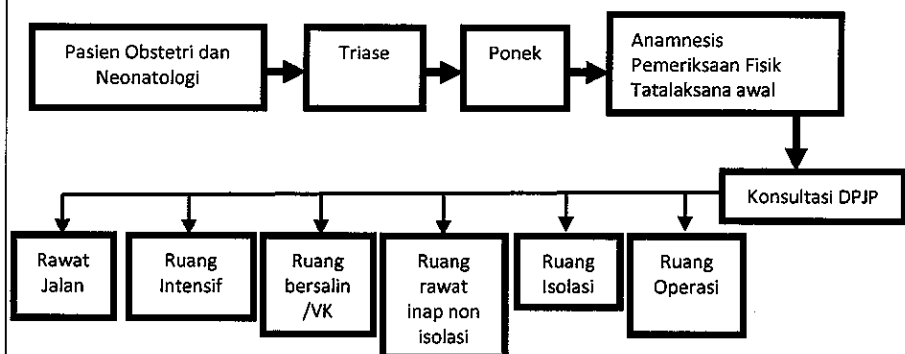 Pasien Obstetri dan
Neonatologi
Triase
Ponek
Anamnesis
Pemeriksaan Fisik
Tatalaksana awal
Konsultasi DPJP
Rawat
Jalan
Ruang
Intensif
Ruang
bersalin
/VK
Ruang
rawat
inap non
isolasi
Ruang
Isolasi
Ruang
Operasi